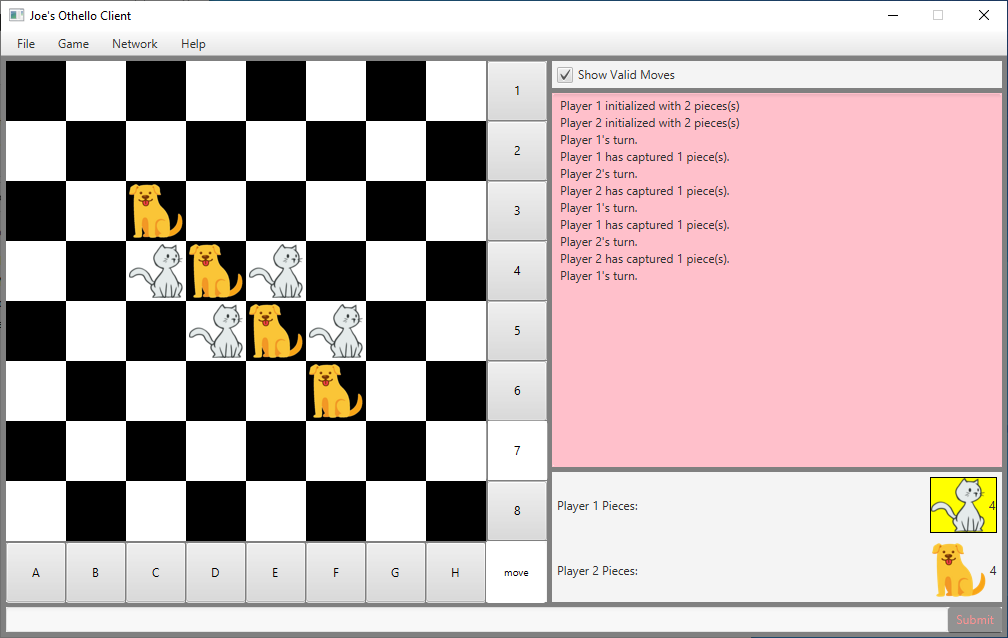 Joe's Othello Client
File Game Network Help
1
2
3
4
5
6
7
8
A B C D E F G H move
Show Valid Moves
Player 1 initialized with 2 pieces(s)
Player 2 initialized with 2 pieces(s)
Player 1's turn.
Player 1 has captured 1 piece(s).
Player 2's turn.
Player 2 has captured 1 piece(s).
Player 1's turn.
Player 1 has captured 1 piece(s).
Player 2's turn.
Player 2 has captured 1 piece(s).
Player 1's turn.
Player 1 Pieces: 4
Player 2 Pieces: 4
Submit